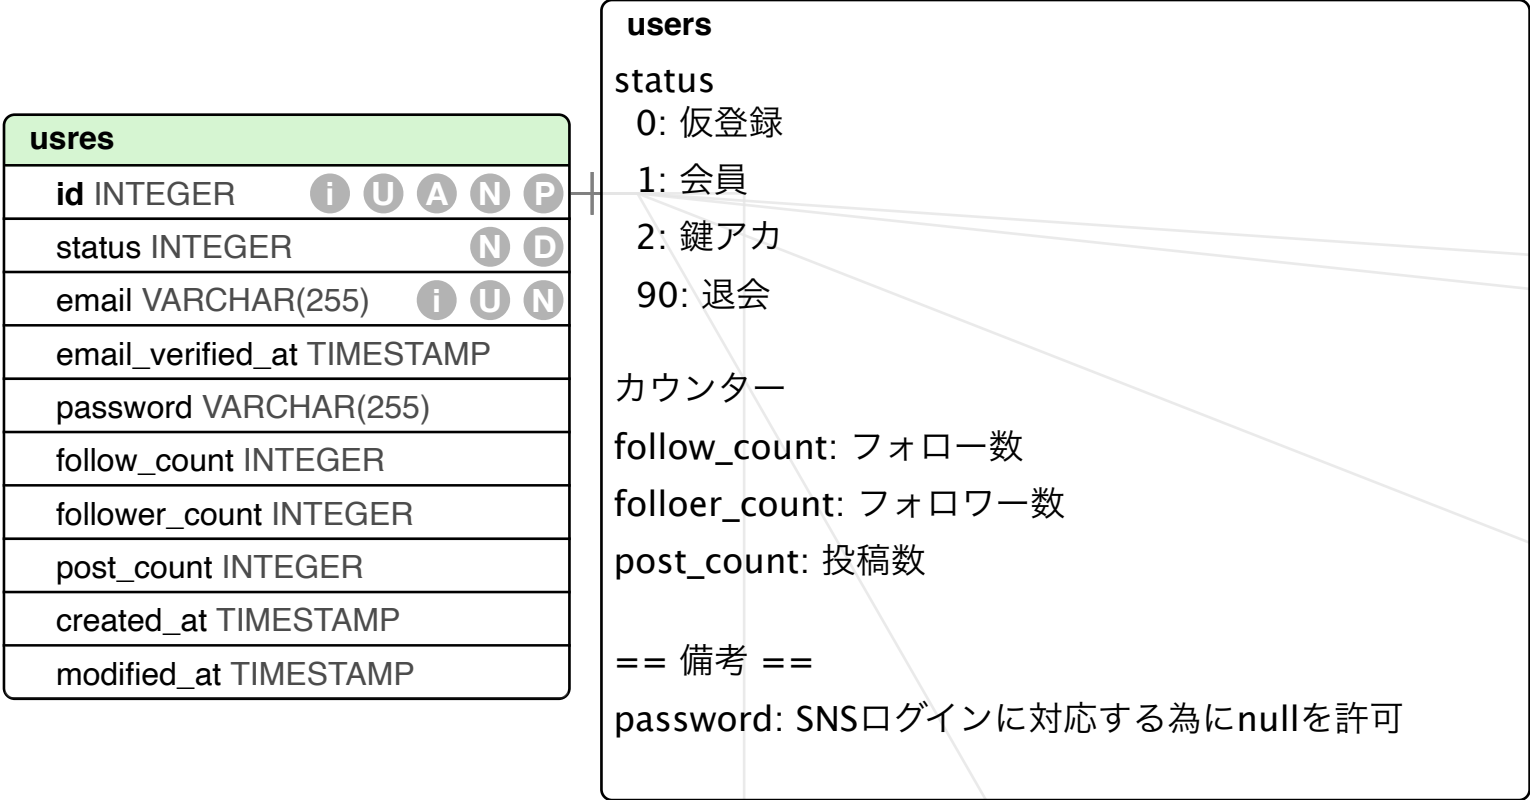 usres
id INTEGER i U A N P
status INTEGER N D
email VARCHAR(255) i U N
email_verified_at TIMESTAMP
password VARCHAR(255)
follow_count INTEGER
follower_count INTEGER
post_count INTEGER
created_at TIMESTAMP
modified_at TIMESTAMP
users
status
0: 仮登録
1: 会員
2: 鍵アカ
90: 退会
カウンター
follow_count: フォロー数
folloer_count: フォロワー数
post_count: 投稿数
== 備考 ==
password: SNSログインに対応する為にnullを許可